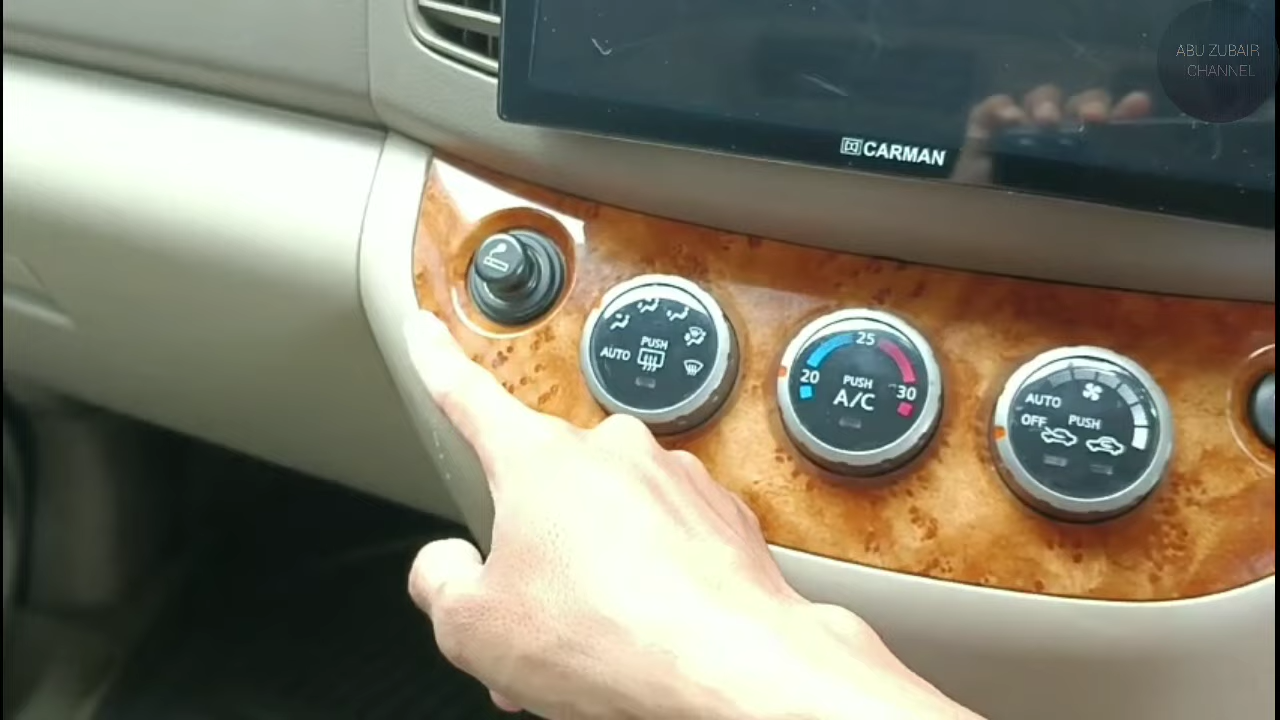 ABU ZUBAIR
CHANNEL
CARMAN
PUSH
AUTO
25
20
30
PUSH
A/C
AUTO
OFF
PUSH